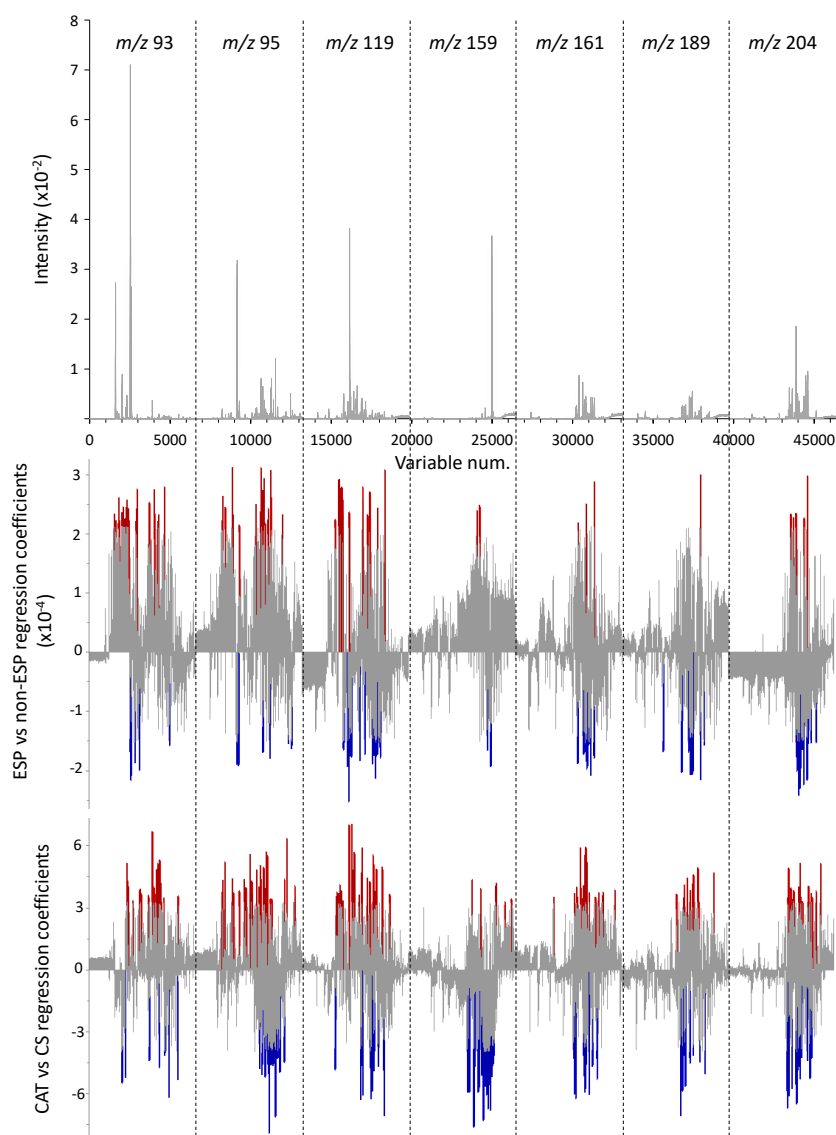 m/z 93 m/z 95 m/z 119 m/z 159 m/z 161 m/z 189 m/z 204
Intensity (x10-2)
8
7
6
5
4
3
2
1
0 5000 10000 15000 20000 25000 30000 35000 40000 45000
Variable num.
ESP vs non-ESP regression coefficients
(x10-4)
3
2
1
0
-1
-2
CAT vs CS regression coefficients
6
3
0
-3
-6